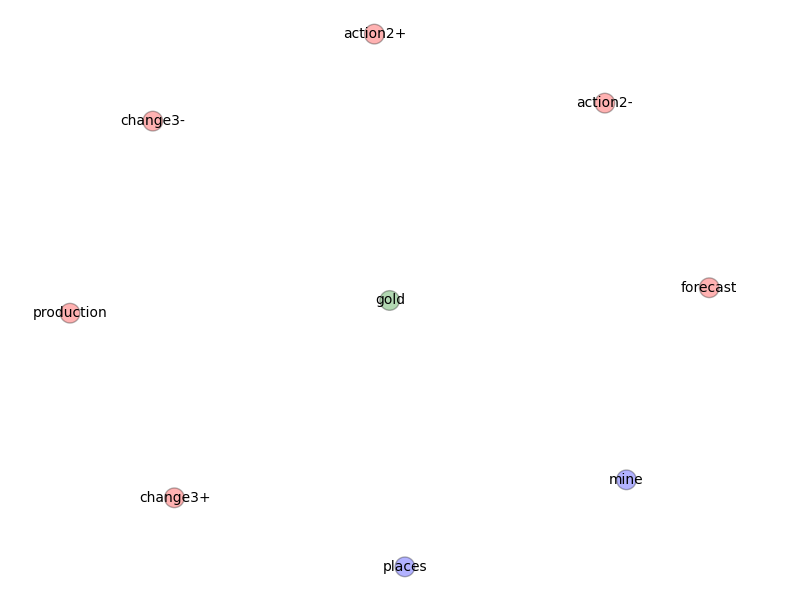 action2+
action2-
change3-
forecast
gold
production
mine
change3+
places